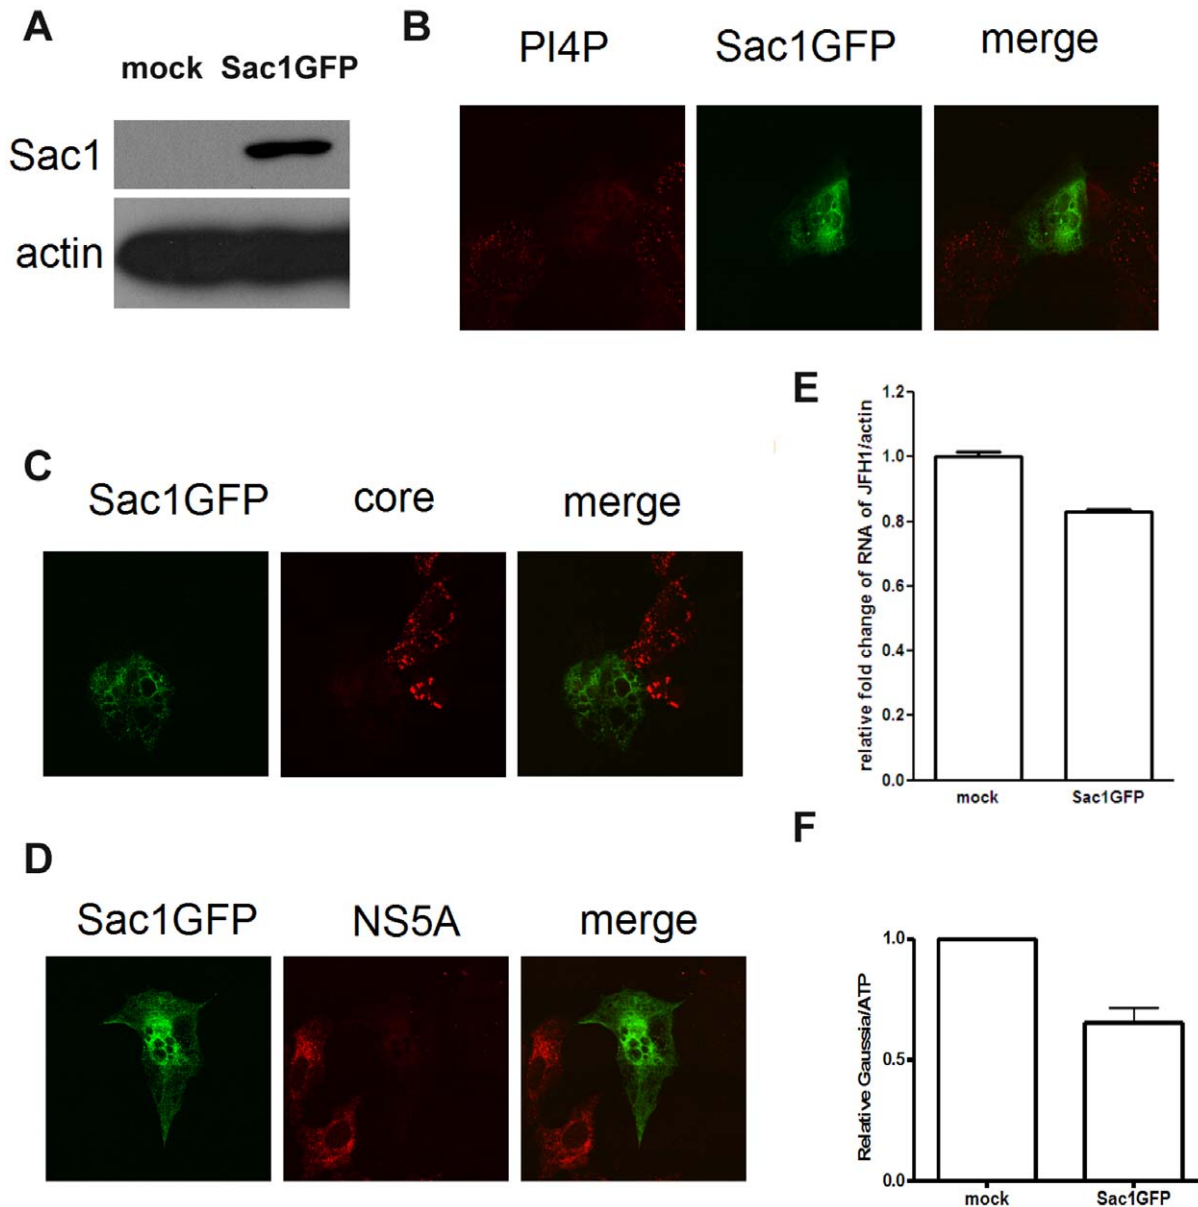 A
mock Sac1GFP
Sac1
actin
B
PI4P Sac1GFP merge
C
Sac1GFP core merge
D
Sac1GFP NS5A merge
E
relative fold change of RNA of JFH1/actin
1.2
1.0
0.8
0.6
0.4
0.2
0.0
mock Sac1GFP
F
Relative Gaussia/ATP
1.0
0.5
0.0
mock Sac1GFP